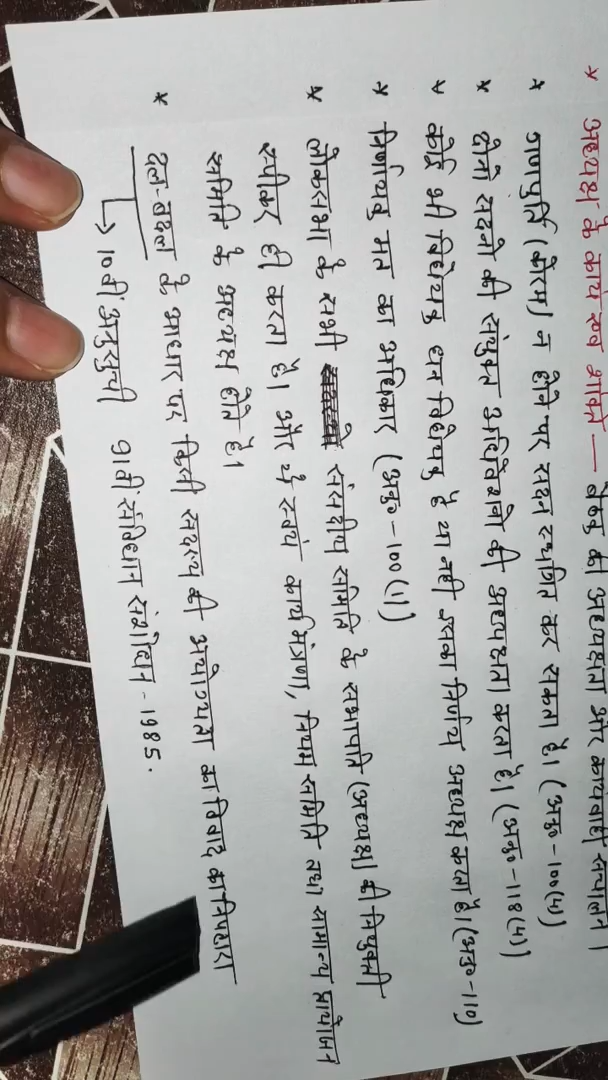 * अध्यक्ष के कार्य एवं शक्ति — बैठक की अध्यक्षता और कार्यवाही संचालन।
* गणपुर्ति (कोरम) न होने पर सदन स्थगित कर सकता है। (अनु०-100(4))
* दोनो सदनो की संयुक्त अधिवेशनो की अध्यक्षता करता है। (अनु०-118(4))
* कोई भी विधेयक धन विधेयक है या नही इसका निर्णय अध्यक्ष करता है। (अनु०-110)
* निर्णायक मत का अधिकार (अनु०-100(1))
* लोकसभा के सभी संसदीय समिति के सभापति (अध्यक्ष) की नियुक्ती
स्पीकर ही करता है। और ये स्वंय कार्यमंत्रणा, नियम समिति तथा सामान्य प्रायोजन
समिति के अध्यक्ष होते है।
* दल-बदल के आधार पर किसी सदस्य की अयोग्यता का विवाद का निपटारा
↳ 10वीं अनुसुची 91वीं संविधान संशोधन - 1985.